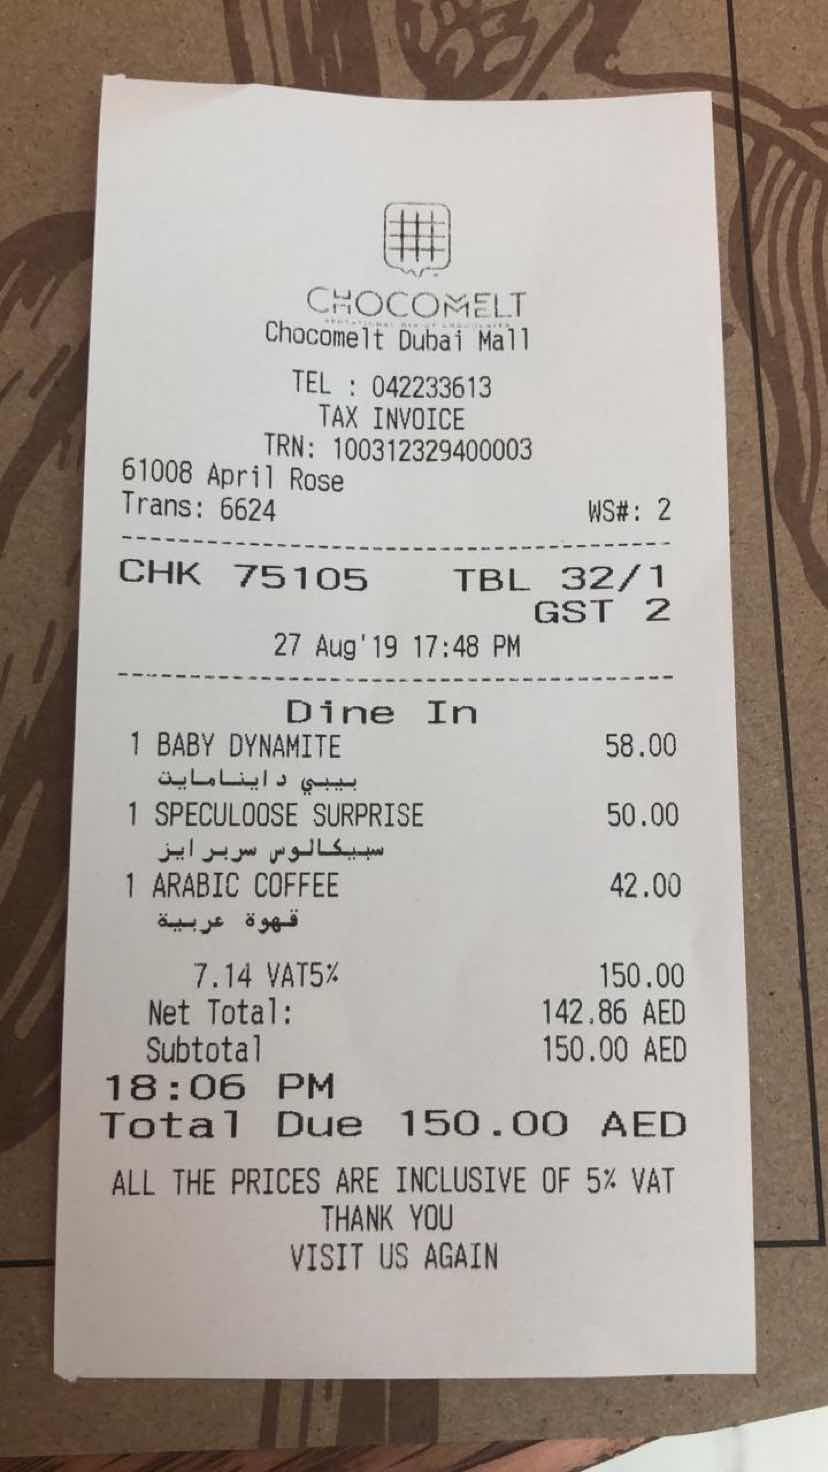 CHOCOMELT
Chocomelt Dubai Mall
TEL : 042233613
TAX INVOICE
TRN: 100312329400003
61008 April Rose
Trans: 6624 WS#: 2
CHK 75105 TBL 32/1
GST 2
27 Aug'19 17:48 PM
Dine In
1 BABY DYNAMITE 58.00
بيبي داينامايت
1 SPECULOOSE SURPRISE 50.00
سبيكالوس سربرايز
1 ARABIC COFFEE 42.00
قهوة عربية
7.14 VAT5% 150.00
Net Total: 142.86 AED
Subtotal 150.00 AED
18:06 PM
Total Due 150.00 AED
ALL THE PRICES ARE INCLUSIVE OF 5% VAT
THANK YOU
VISIT US AGAIN